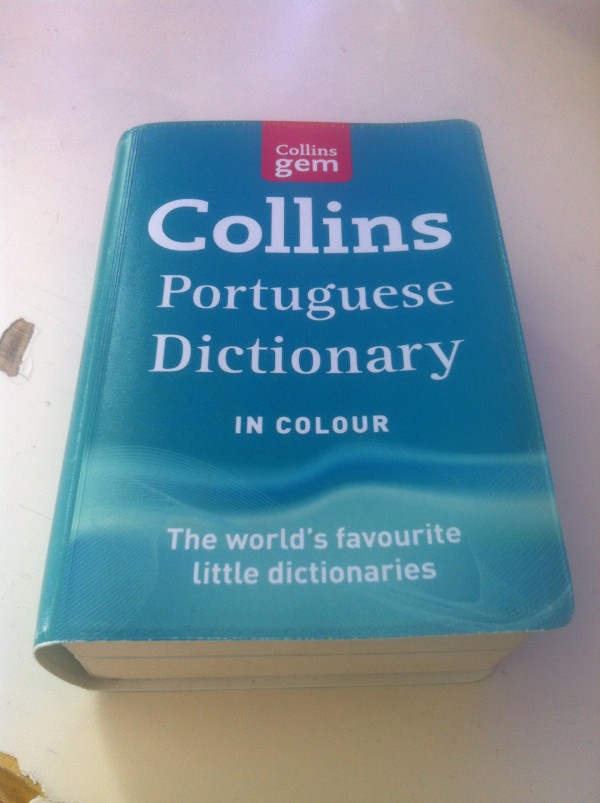 Collins
gem
Collins
Portuguese
Dictionary
IN COLOUR
The world's favourite
little dictionaries